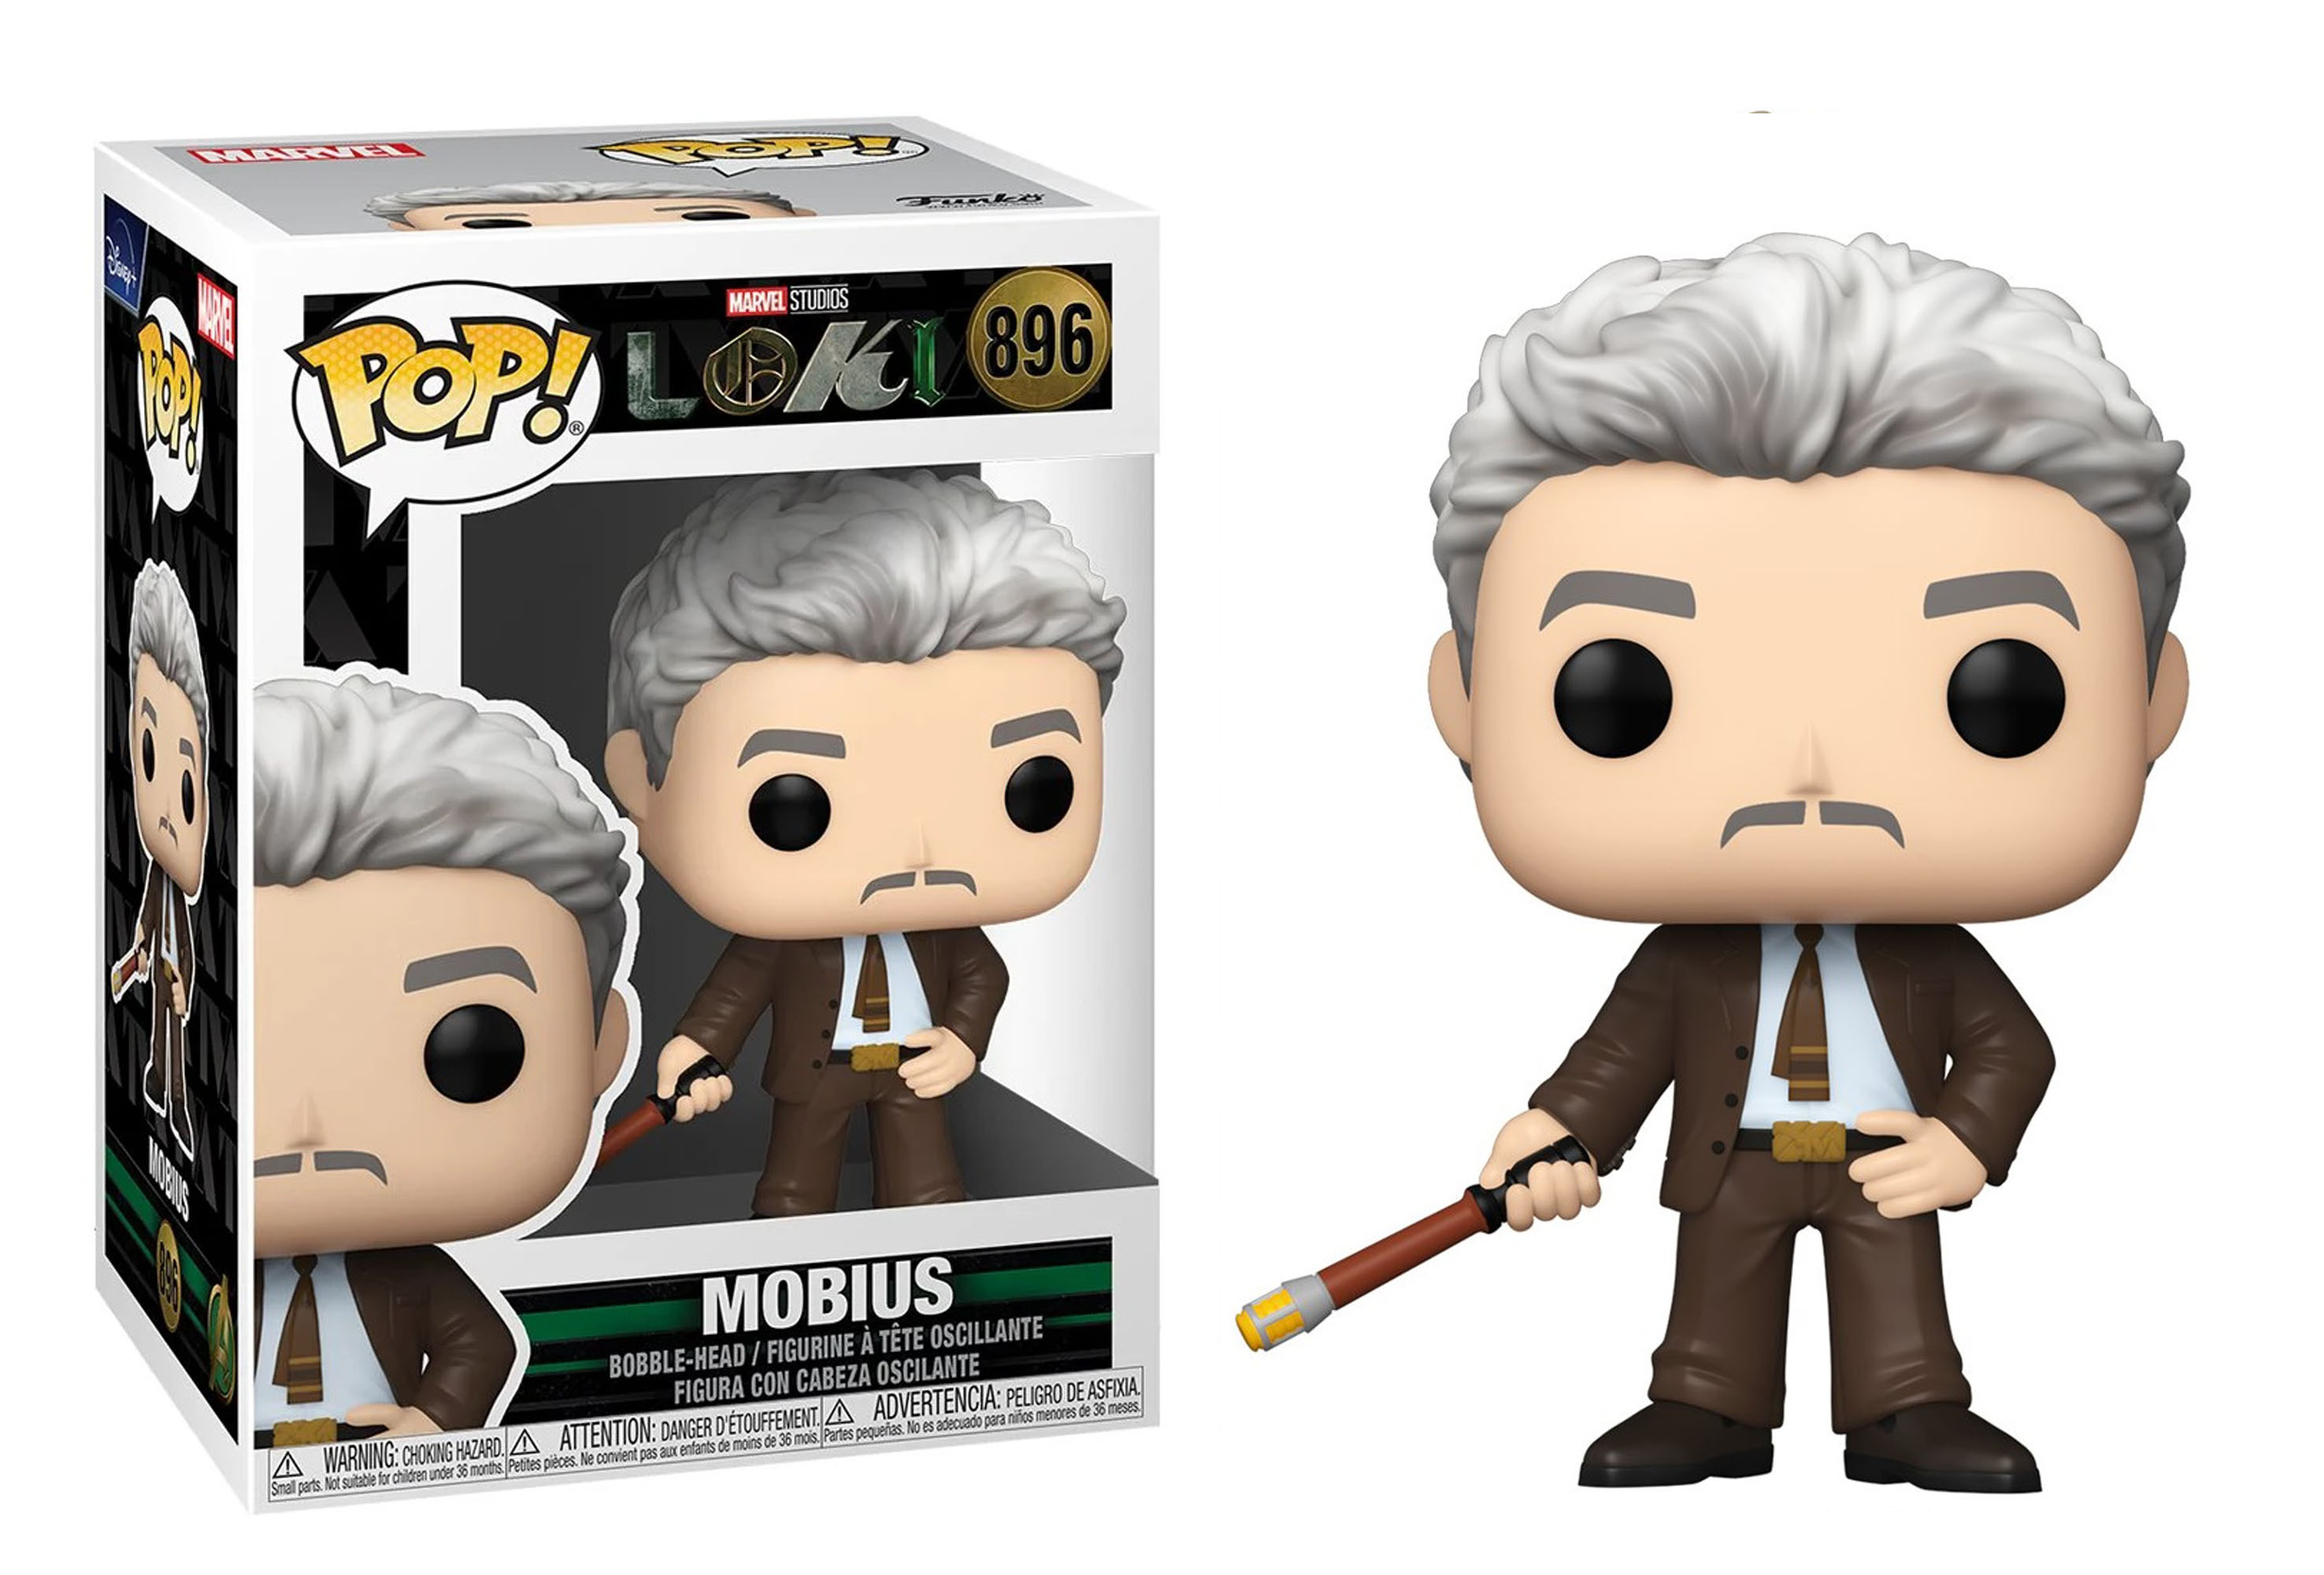 MARVEL
POP!
Funko
Disney+
MARVEL
POP!
MOBIUS
896
POP!®
MARVEL STUDIOS
LOKI
896
MOBIUS
BOBBLE-HEAD / FIGURINE À TÊTE OSCILLANTE
FIGURA CON CABEZA OSCILANTE
WARNING: CHOKING HAZARD.
Small parts. Not suitable for children under 36 months.
ATTENTION: DANGER D'ÉTOUFFEMENT.
Petites pièces. Ne convient pas aux enfants de moins de 36 mois.
ADVERTENCIA: PELIGRO DE ASFIXIA.
Partes pequeñas. No es adecuado para niños menores de 36 meses.